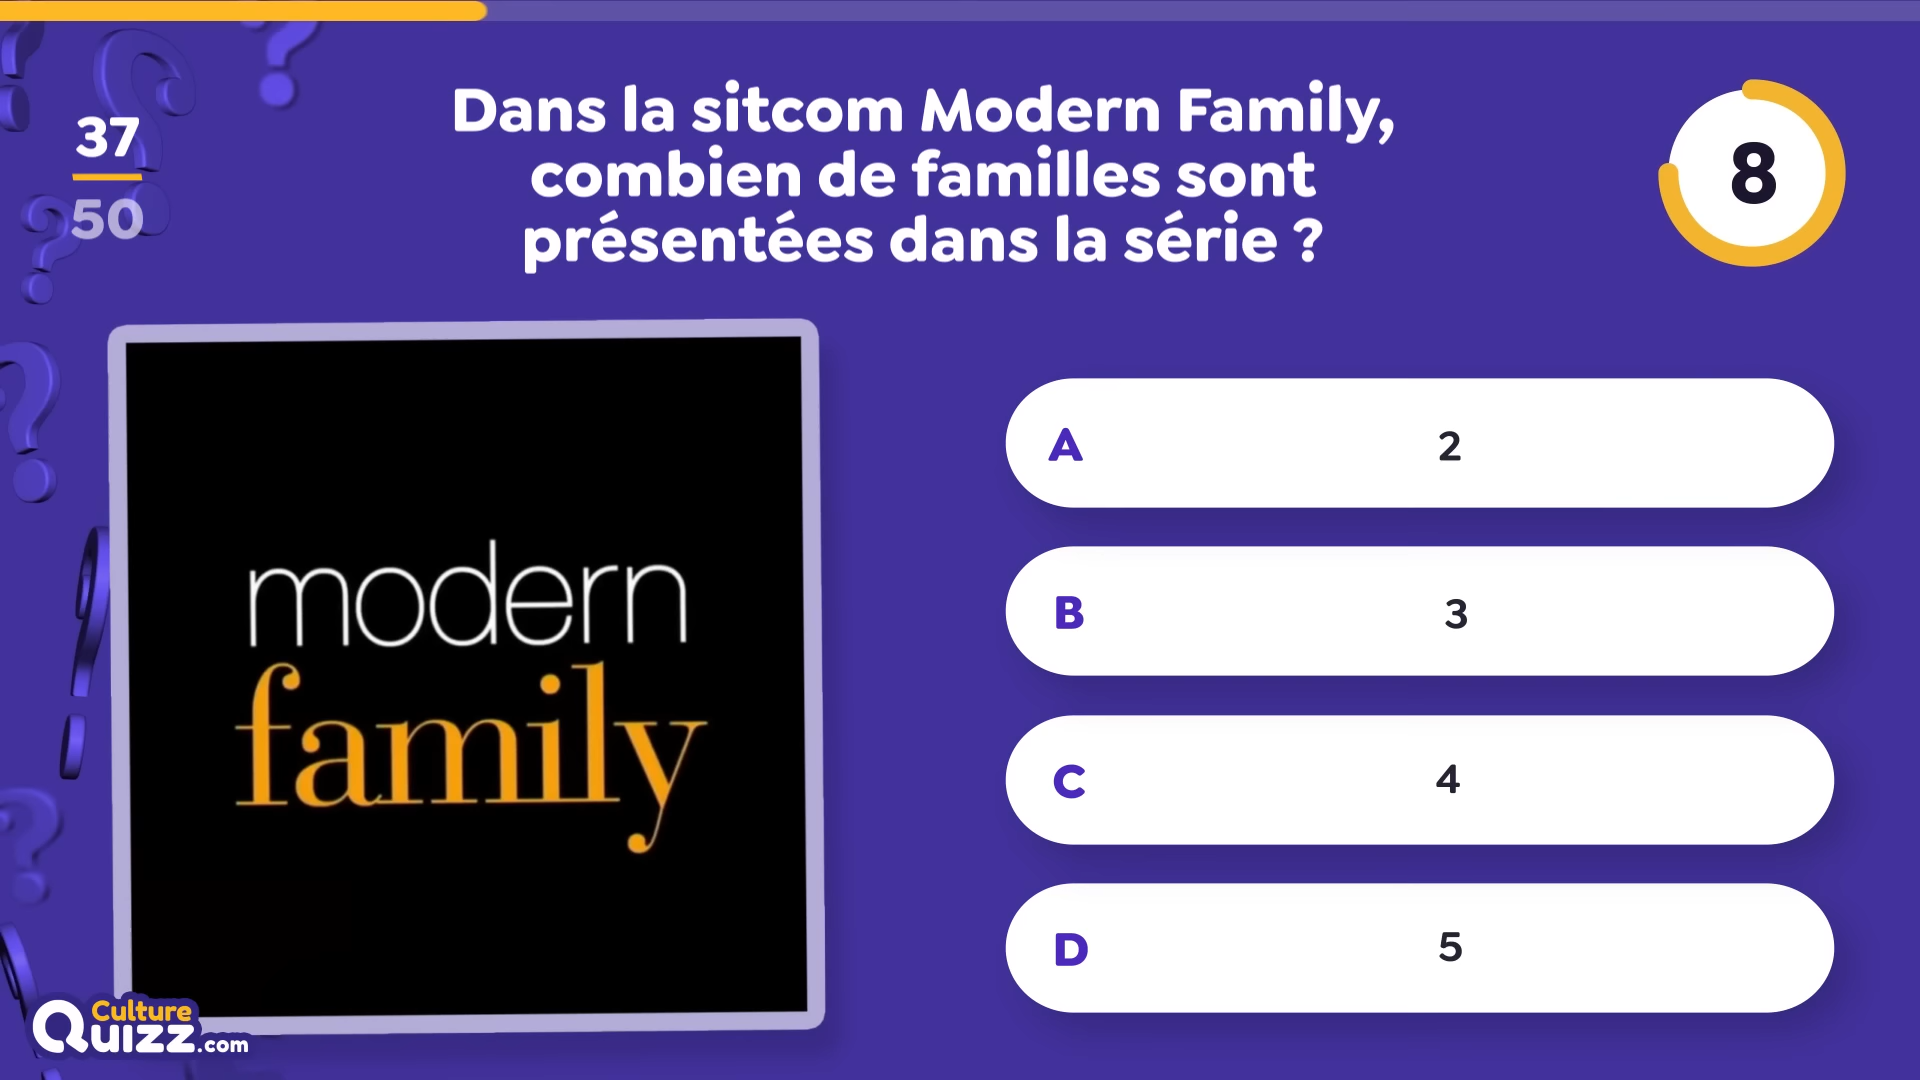 37
50
Dans la sitcom Modern Family,
combien de familles sont
présentées dans la série ?
8
modern
family
A 2
B 3
C 4
D 5
Culture
QUIZZ.com